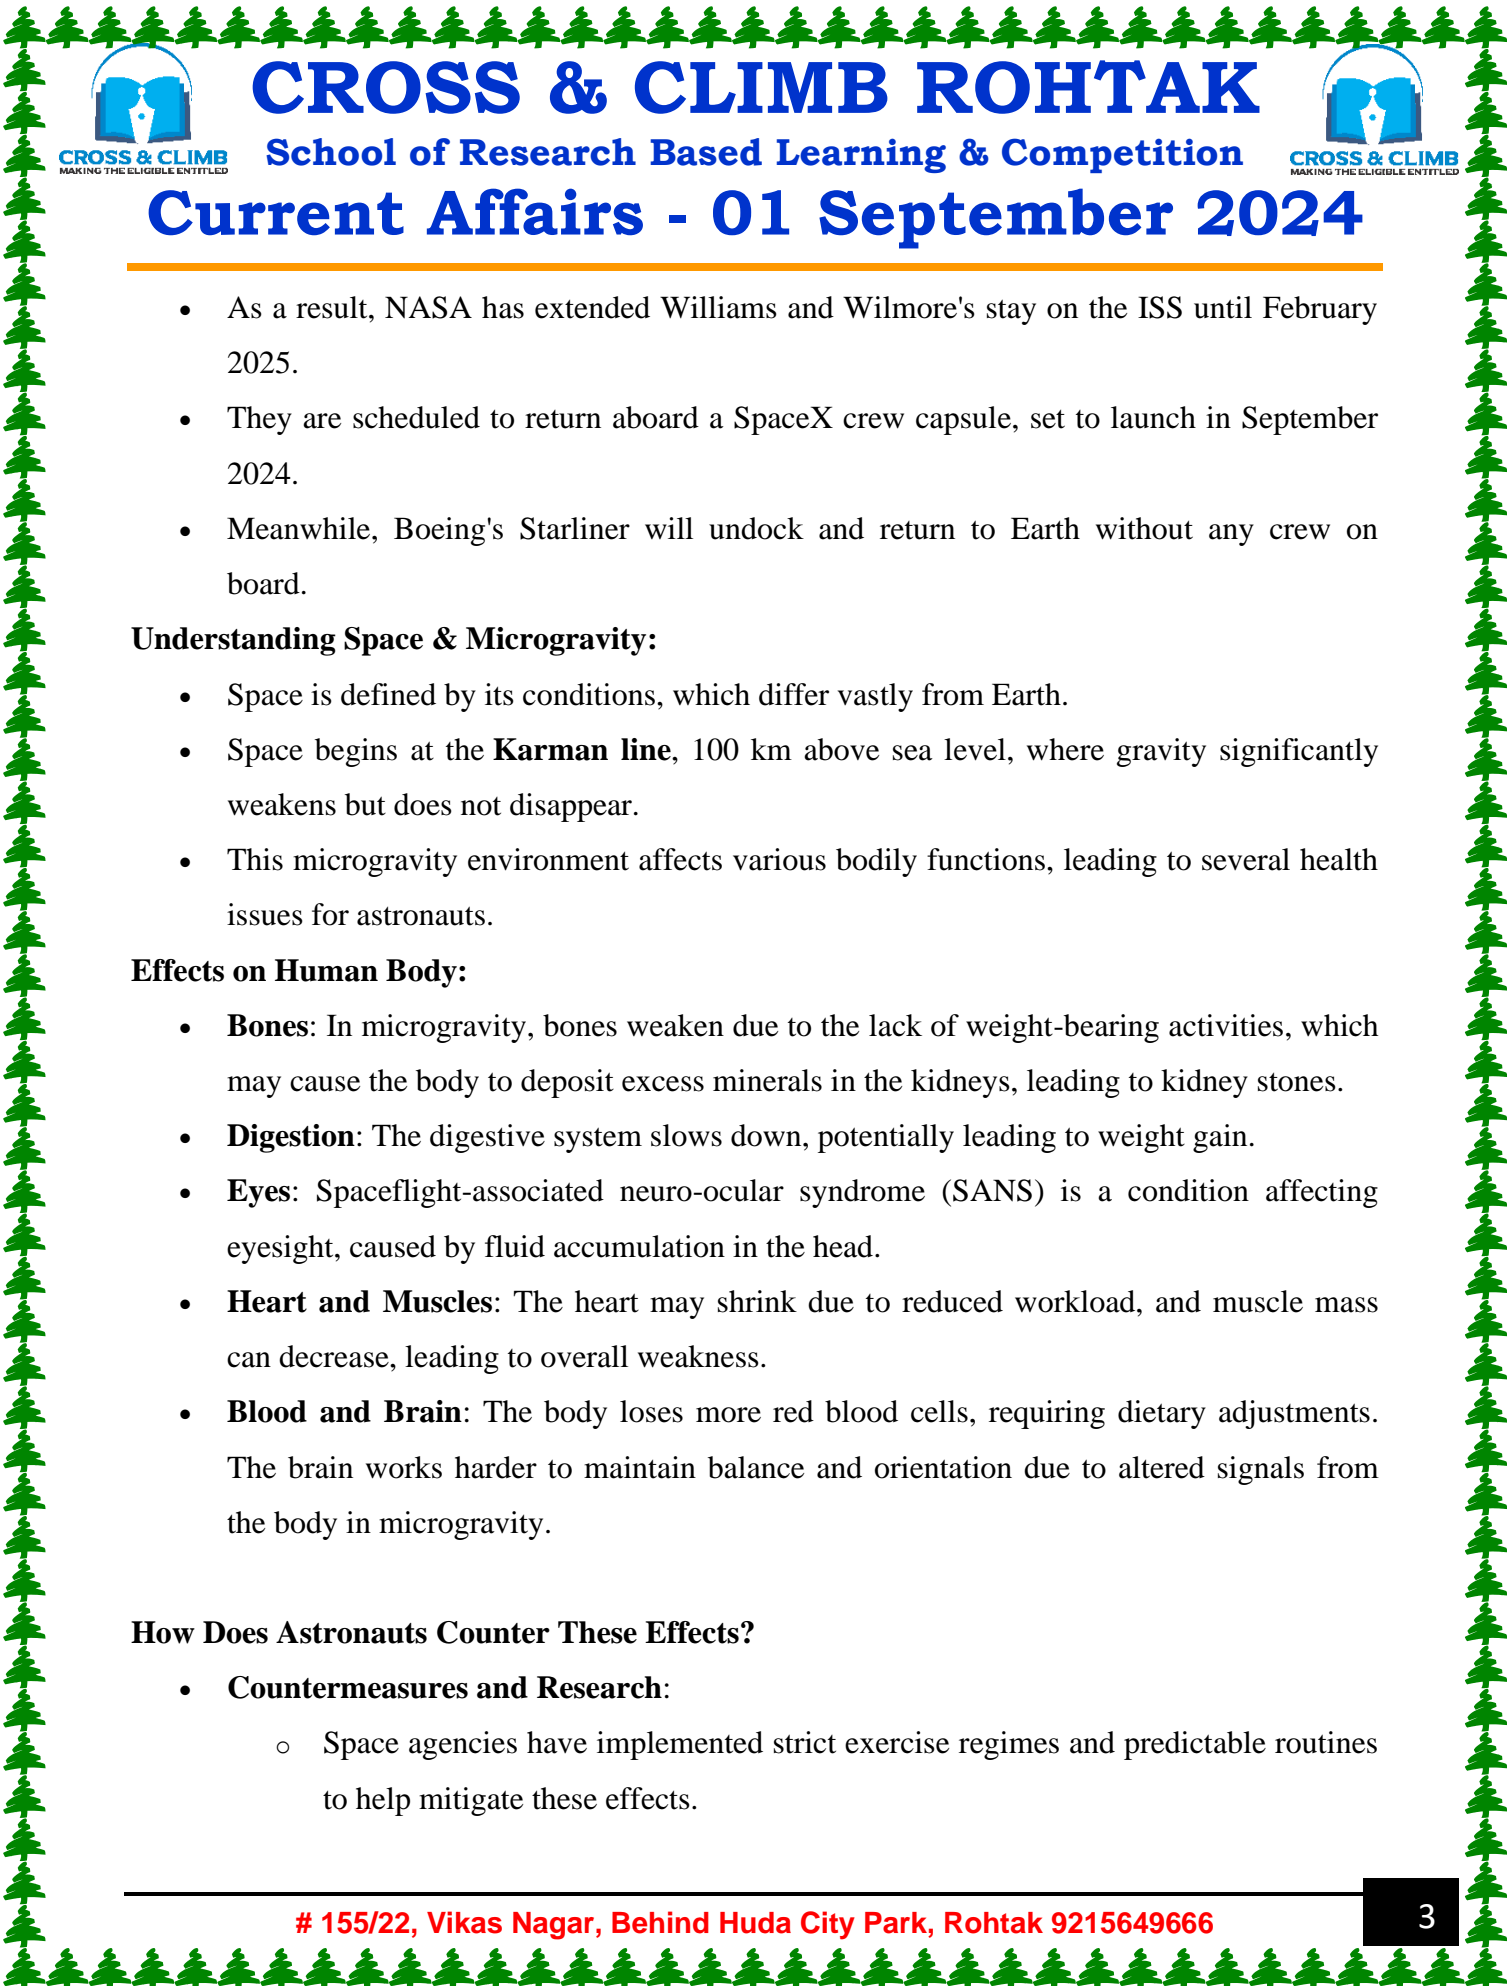 CROSS & CLIMB ROHTAK
School of Research Based Learning & Competition
CROSS & CLIMB
MAKING THE ELIGIBLE ENTITLED
CROSS & CLIMB
MAKING THE ELIGIBLE ENTITLED
Current Affairs - 01 September 2024
• As a result, NASA has extended Williams and Wilmore's stay on the ISS until February
2025.
• They are scheduled to return aboard a SpaceX crew capsule, set to launch in September
2024.
• Meanwhile, Boeing's Starliner will undock and return to Earth without any crew on
board.
Understanding Space & Microgravity:
• Space is defined by its conditions, which differ vastly from Earth.
• Space begins at the Karman line, 100 km above sea level, where gravity significantly
weakens but does not disappear.
• This microgravity environment affects various bodily functions, leading to several health
issues for astronauts.
Effects on Human Body:
• Bones: In microgravity, bones weaken due to the lack of weight-bearing activities, which
may cause the body to deposit excess minerals in the kidneys, leading to kidney stones.
• Digestion: The digestive system slows down, potentially leading to weight gain.
• Eyes: Spaceflight-associated neuro-ocular syndrome (SANS) is a condition affecting
eyesight, caused by fluid accumulation in the head.
• Heart and Muscles: The heart may shrink due to reduced workload, and muscle mass
can decrease, leading to overall weakness.
• Blood and Brain: The body loses more red blood cells, requiring dietary adjustments.
The brain works harder to maintain balance and orientation due to altered signals from
the body in microgravity.
How Does Astronauts Counter These Effects?
• Countermeasures and Research:
o Space agencies have implemented strict exercise regimes and predictable routines
to help mitigate these effects.
# 155/22, Vikas Nagar, Behind Huda City Park, Rohtak 9215649666
3